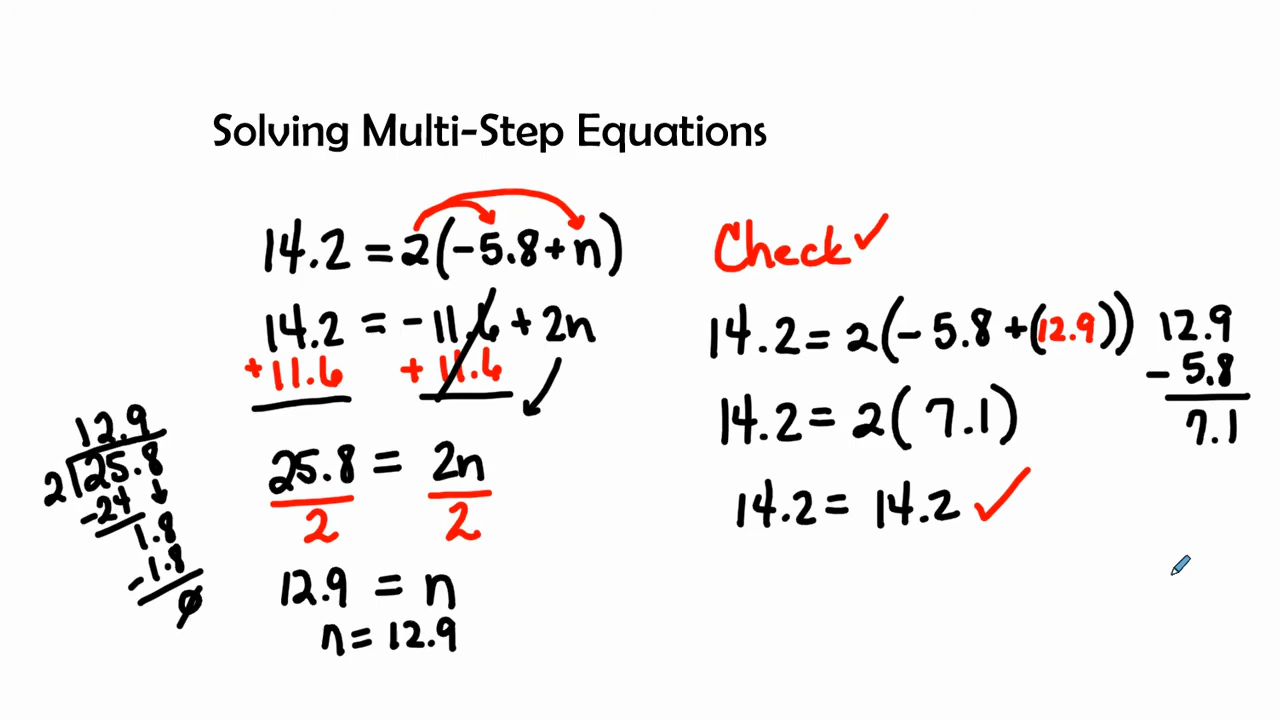 Solving Multi-Step Equations
14.2 = 2(-5.8 + n)
14.2 = -11.6 + 2n
+11.6 + 11.6
25.8 = 2n
2 2
12.9 = n
n = 12.9
12.9
2 25.8
-24
1.8
-1.8
0
Check ✓
14.2 = 2(-5.8 + (12.9))
14.2 = 2(7.1)
14.2 = 14.2 ✓
12.9
- 5.8
7.1